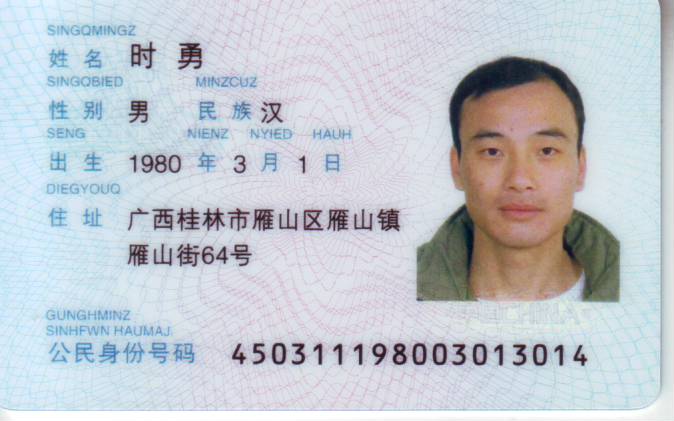 SINGQMINGZ
姓 名 时 勇
SINGQBIED MINZCUZ
性 别 男 民 族 汉
SENG NIENZ NYIED HAUH
出 生 1980 年 3 月 1 日
DIEGYOUQ
住 址 广西桂林市雁山区雁山镇
雁山街64号
GUNGHMINZ
SINHFWN HAUMAJ
公民身份号码 450311198003013014
CHINA